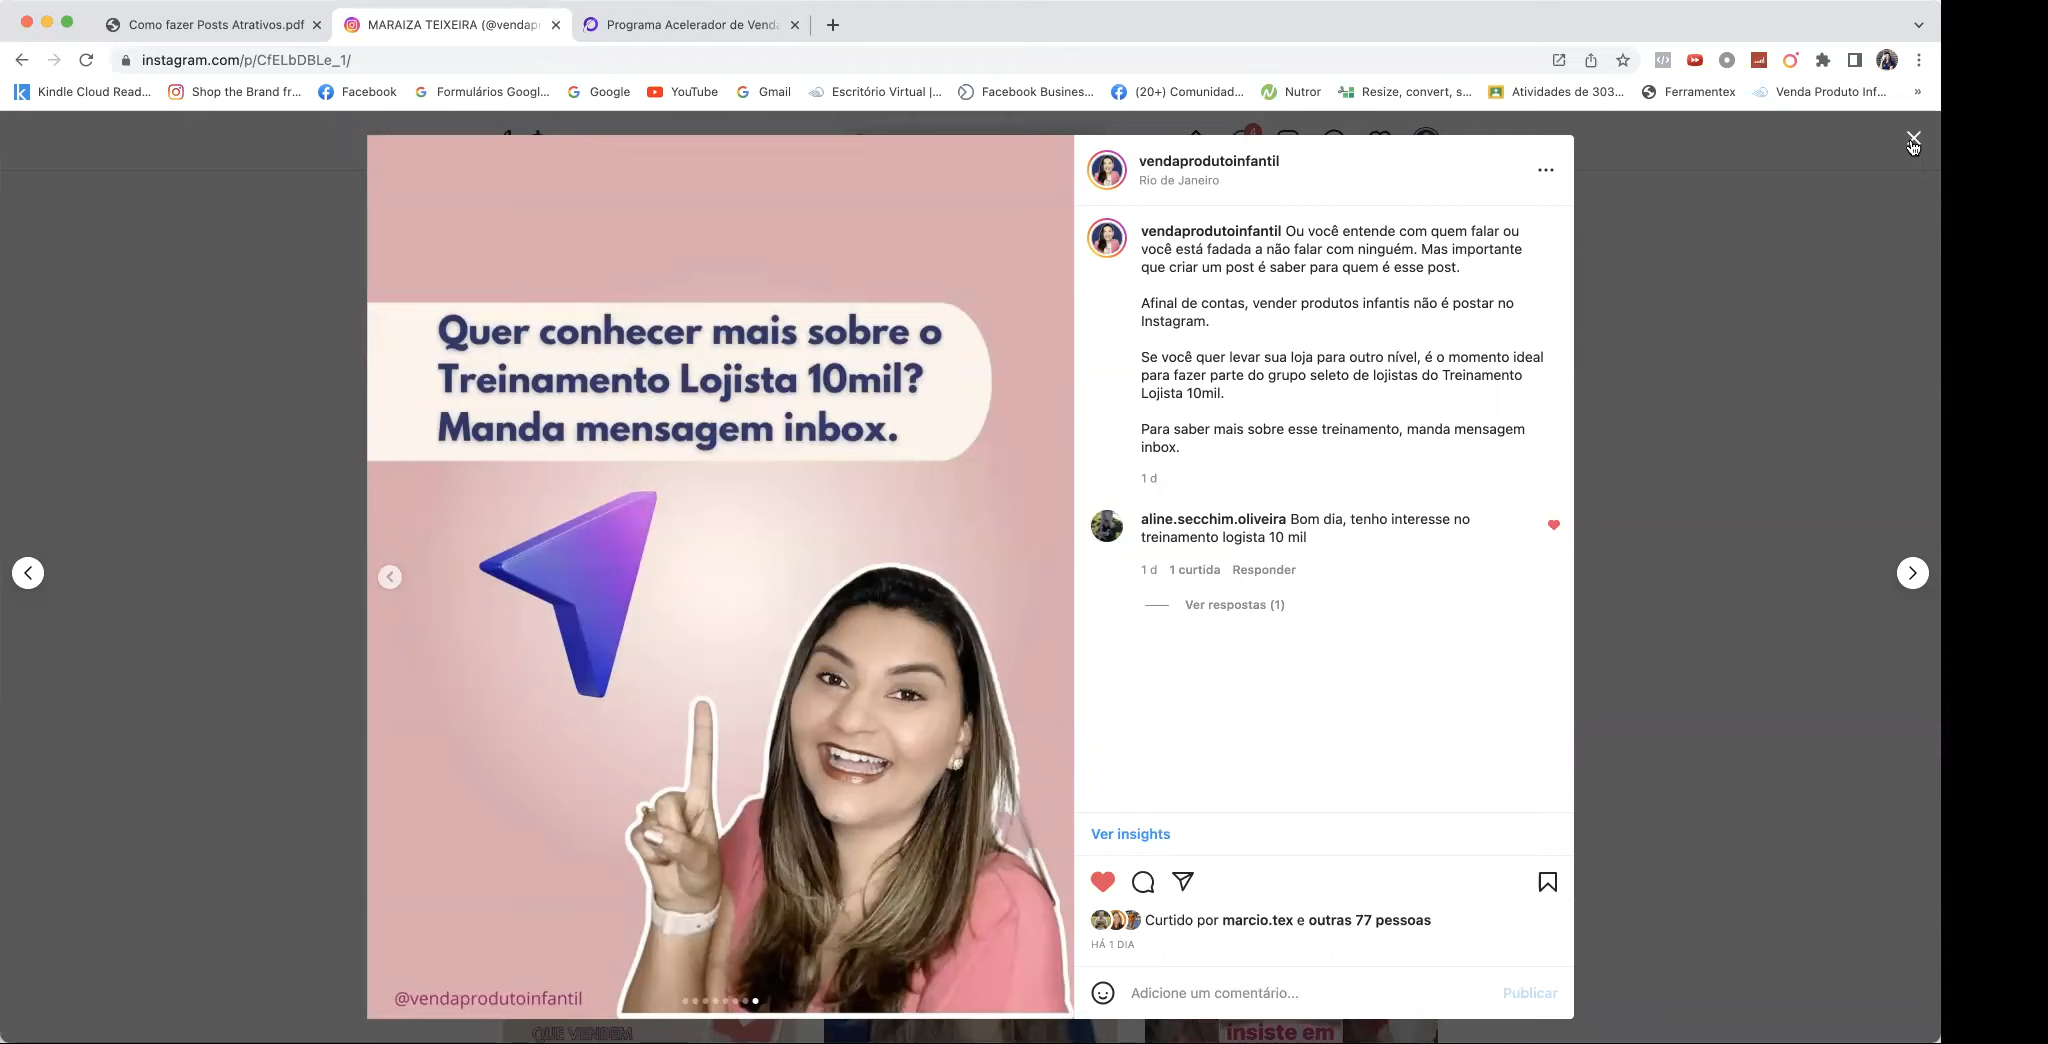 Como fazer Posts Atrativos.pdf
MARAIZA TEIXEIRA (@vendap
Programa Acelerador de Venda
instagram.com/p/CfELbDBLe_1/
Kindle Cloud Read...
Shop the Brand fr...
Facebook
Formulários Googl...
Google
YouTube
Gmail
Escritório Virtual |...
Facebook Business...
(20+) Comunidad...
Nutror
Resize, convert, s...
Atividades de 303...
Ferramentex
Venda Produto Inf...
»
Quer conhecer mais sobre o
Treinamento Lojista 10mil?
Manda mensagem inbox.
@vendaprodutoinfantil
vendaprodutoinfantil
Rio de Janeiro
vendaprodutoinfantil Ou você entende com quem falar ou
você está fadada a não falar com ninguém. Mas importante
que criar um post é saber para quem é esse post.
Afinal de contas, vender produtos infantis não é postar no
Instagram.
Se você quer levar sua loja para outro nível, é o momento ideal
para fazer parte do grupo seleto de lojistas do Treinamento
Lojista 10mil.
Para saber mais sobre esse treinamento, manda mensagem
inbox.
1 d
aline.secchim.oliveira Bom dia, tenho interesse no
treinamento logista 10 mil
1 d 1 curtida Responder
Ver respostas (1)
Ver insights
Curtido por marcio.tex e outras 77 pessoas
HÁ 1 DIA
Adicione um comentário...
Publicar
QUE VENDEM
insiste em